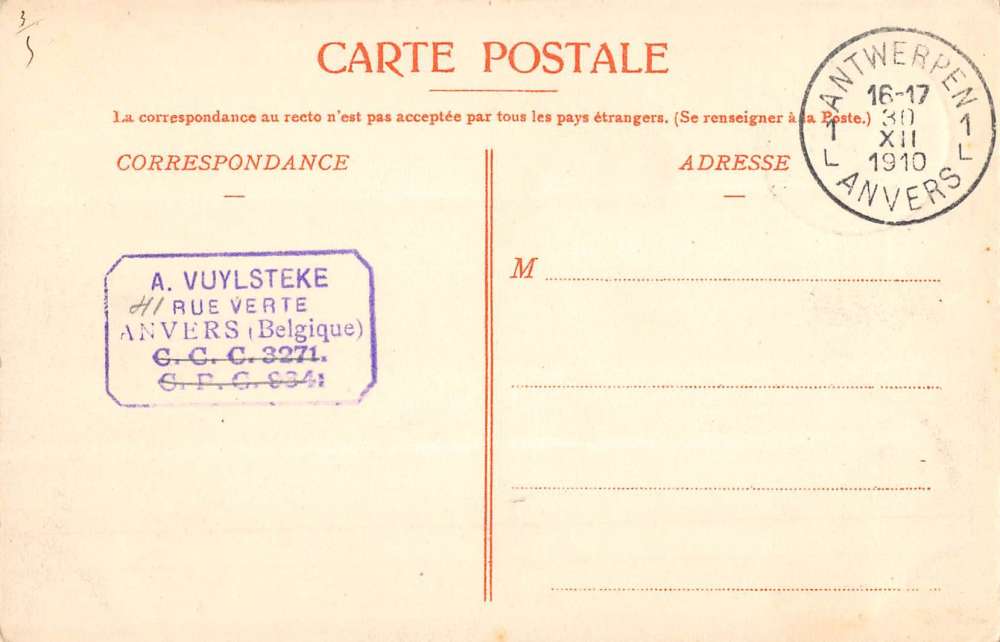 3
5
CARTE POSTALE
La correspondance au recto n'est pas acceptée par tous les pays étrangers. (Se renseigner à la Poste.)
CORRESPONDANCE
ADRESSE
ANTWERPEN
16-17
30
XII
1910
1 L
1 L
ANVERS
M
A. VUYLSTEKE
41 RUE VERTE
ANVERS (Belgique)
C. C. C. 3271.